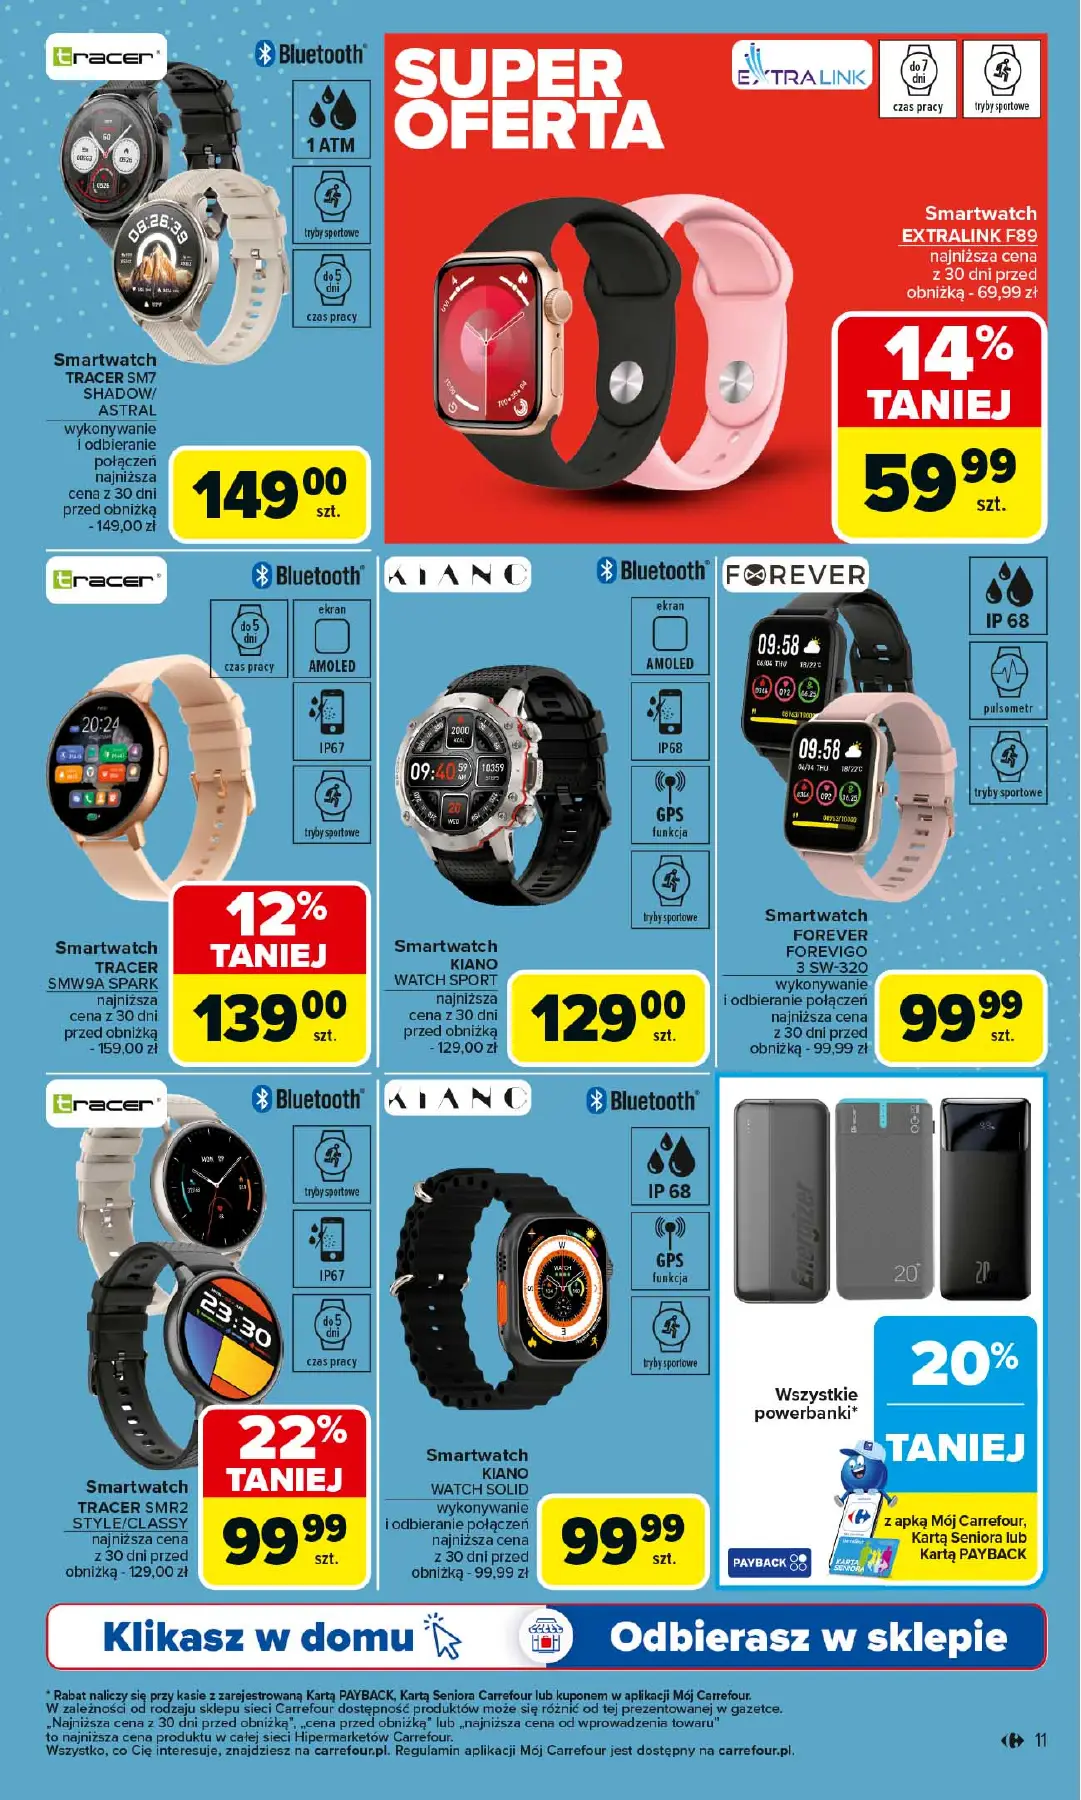 tracer
Bluetooth
1 ATM
tryby sportowe
do 5
dni
czas pracy
Smartwatch
TRACER SM7
SHADOW/
ASTRAL
wykonywanie
i odbieranie
połączeń
najniższa
cena z 30 dni
przed obniżką
- 149,00 zł
149 00
szt.
SUPER
OFERTA
EXTRALINK
do 7
dni
czas pracy
tryby sportowe
Smartwatch
EXTRALINK F89
najniższa cena
z 30 dni przed
obniżką - 69,99 zł
14%
TANIEJ
59 99
szt.
tracer
Bluetooth
do 5
dni
czas pracy
ekran
AMOLED
IP67
tryby sportowe
20:24
Smartwatch
TRACER
SMW9A SPARK
najniższa
cena z 30 dni
przed obniżką
- 159,00 zł
12%
TANIEJ
139 00
szt.
KIANO
Bluetooth
ekran
AMOLED
IP68
GPS
funkcja
tryby sportowe
09:40
Smartwatch
KIANO
WATCH SPORT
najniższa
cena z 30 dni
przed obniżką
- 129,00 zł
129 00
szt.
FOREVER
IP 68
pulsometr
tryby sportowe
09:58
09:58
Smartwatch
FOREVER
FOREVIGO
3 SW-320
wykonywanie
i odbieranie połączeń
najniższa cena
z 30 dni przed
obniżką - 99,99 zł
99 99
szt.
tracer
Bluetooth
tryby sportowe
IP67
do 5
dni
czas pracy
23:30
Smartwatch
TRACER SMR2
STYLE/CLASSY
najniższa cena
z 30 dni przed
obniżką - 129,00 zł
22%
TANIEJ
99 99
szt.
KIANO
Bluetooth
IP 68
GPS
funkcja
tryby sportowe
Smartwatch
KIANO
WATCH SOLID
wykonywanie
i odbieranie połączeń
najniższa cena
z 30 dni przed
obniżką - 99,99 zł
99 99
szt.
Energizer
20+
20
Wszystkie
powerbanki*
20%
TANIEJ
z apką Mój Carrefour,
Kartą Seniora lub
Kartą PAYBACK
PAYBACK
KARTA
SENIORA
Klikasz w domu
Odbierasz w sklepie
* Rabat naliczy się przy kasie z zarejestrowaną Kartą PAYBACK, Kartą Seniora Carrefour lub kuponem w aplikacji Mój Carrefour.
W zależności od rodzaju sklepu sieci Carrefour dostępność produktów może się różnić od tej prezentowanej w gazetce.
„Najniższa cena z 30 dni przed obniżką", „cena przed obniżką" lub „najniższa cena od wprowadzenia towaru"
to najniższa cena produktu w całej sieci Hipermarketów Carrefour.
Wszystko, co Cię interesuje, znajdziesz na carrefour.pl. Regulamin aplikacji Mój Carrefour jest dostępny na carrefour.pl.
11